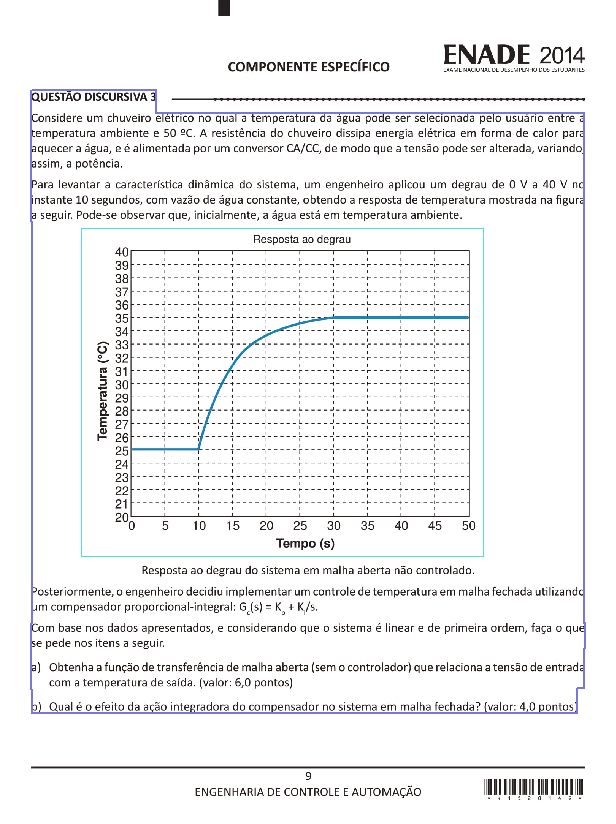 ENADE 2014
EXAME NACIONAL DE DESEMPENHO DOS ESTUDANTES
COMPONENTE ESPECÍFICO
QUESTÃO DISCURSIVA 3
Considere um chuveiro elétrico no qual a temperatura da água pode ser selecionada pelo usuário entre a
temperatura ambiente e 50 ºC. A resistência do chuveiro dissipa energia elétrica em forma de calor para
aquecer a água, e é alimentada por um conversor CA/CC, de modo que a tensão pode ser alterada, variando,
assim, a potência.
Para levantar a característica dinâmica do sistema, um engenheiro aplicou um degrau de 0 V a 40 V no
instante 10 segundos, com vazão de água constante, obtendo a resposta de temperatura mostrada na figura
a seguir. Pode-se observar que, inicialmente, a água está em temperatura ambiente.
Resposta ao degrau
40
39
38
37
36
35
34
33
32
31
30
29
28
27
26
25
24
23
22
21
20
Temperatura (ºC)
0 5 10 15 20 25 30 35 40 45 50
Tempo (s)
Resposta ao degrau do sistema em malha aberta não controlado.
Posteriormente, o engenheiro decidiu implementar um controle de temperatura em malha fechada utilizando
um compensador proporcional-integral: Gc(s) = Kp + Ki/s.
Com base nos dados apresentados, e considerando que o sistema é linear e de primeira ordem, faça o que
se pede nos itens a seguir.
a) Obtenha a função de transferência de malha aberta (sem o controlador) que relaciona a tensão de entrada
com a temperatura de saída. (valor: 6,0 pontos)
b) Qual é o efeito da ação integradora do compensador no sistema em malha fechada? (valor: 4,0 pontos)
9
ENGENHARIA DE CONTROLE E AUTOMAÇÃO